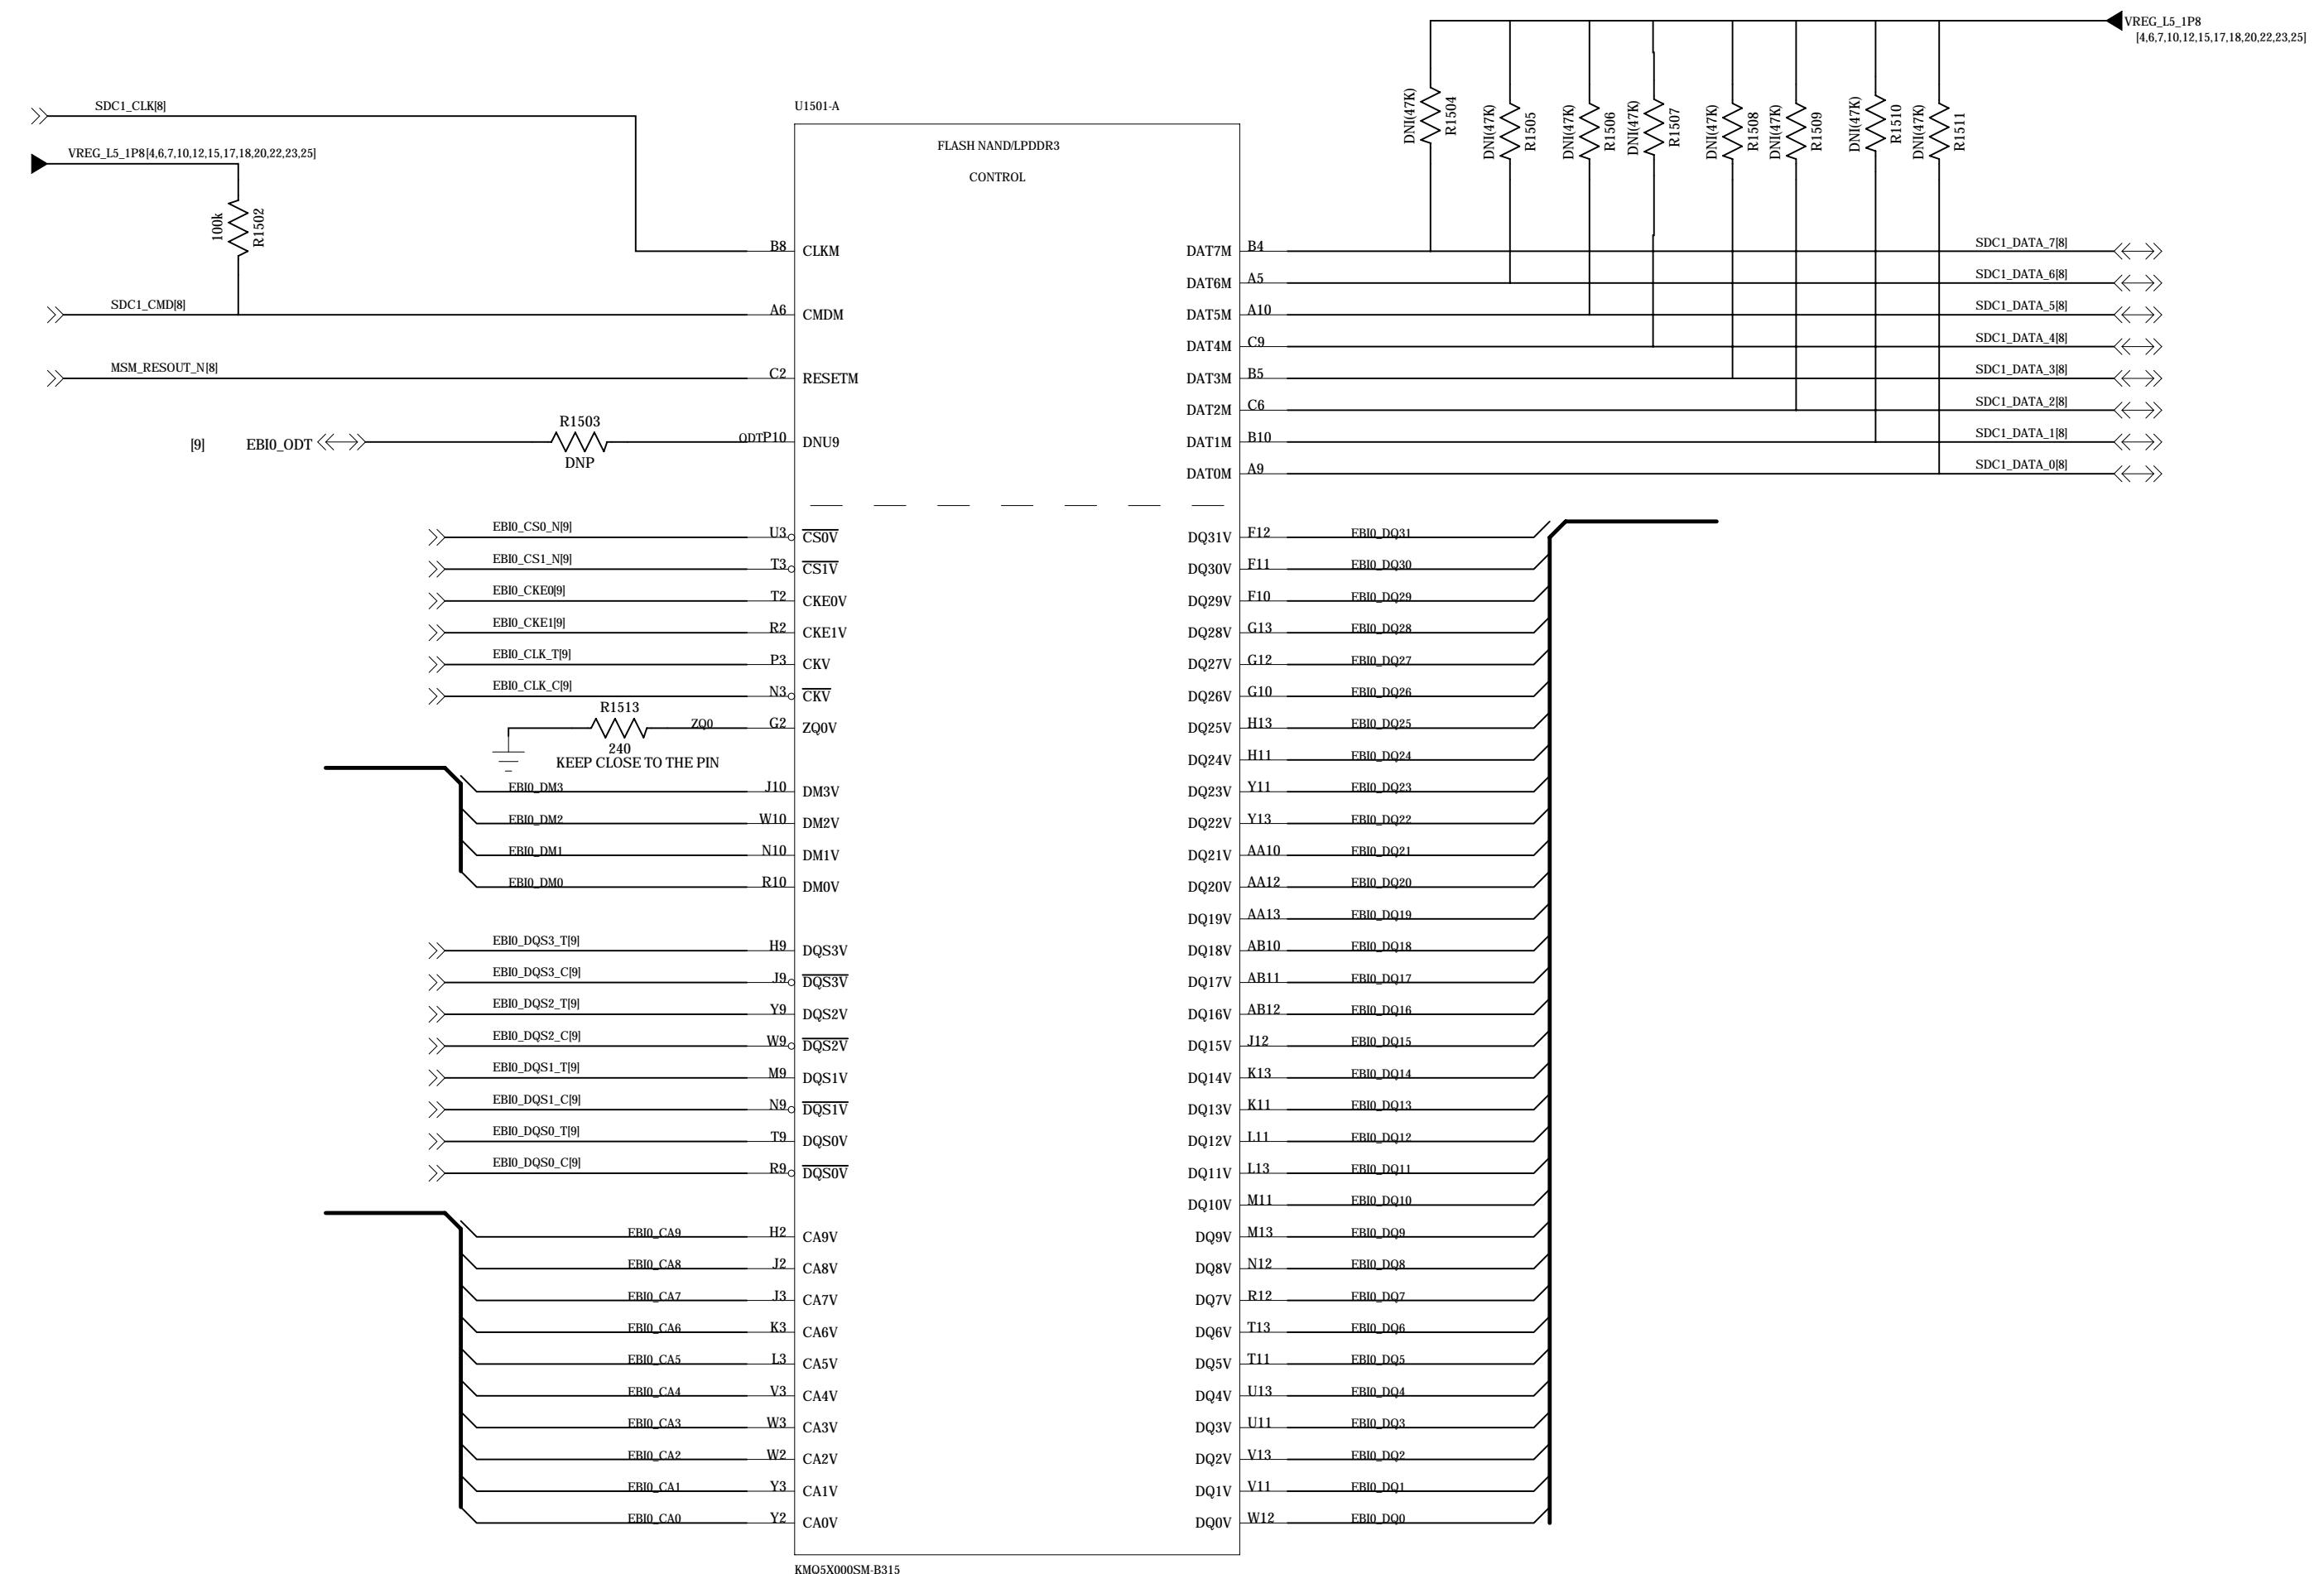 VREG_L5_1P8
[4,6,7,10,12,15,17,18,20,22,23,25]
DNI(47K)
R1504
DNI(47K)
R1505
DNI(47K)
R1506
DNI(47K)
R1507
DNI(47K)
R1508
DNI(47K)
R1509
DNI(47K)
R1510
DNI(47K)
R1511
SDC1_CLK[8]
VREG_L5_1P8[4,6,7,10,12,15,17,18,20,22,23,25]
100k
R1502
U1501-A
FLASH NAND/LPDDR3
CONTROL
B8 CLKM
DAT7M B4 SDC1_DATA_7[8]
DAT6M A5 SDC1_DATA_6[8]
SDC1_CMD[8] A6 CMDM
DAT5M A10 SDC1_DATA_5[8]
DAT4M C9 SDC1_DATA_4[8]
MSM_RESOUT_N[8] C2 RESETM
DAT3M B5 SDC1_DATA_3[8]
DAT2M C6 SDC1_DATA_2[8]
R1503
[9] EBI0_ODT ODT P10 DNU9
DNP
DAT1M B10 SDC1_DATA_1[8]
DAT0M A9 SDC1_DATA_0[8]
EBI0_CS0_N[9] U3 CS0V
DQ31V F12 EBI0_DQ31
EBI0_CS1_N[9] T3 CS1V
DQ30V F11 EBI0_DQ30
EBI0_CKE0[9] T2 CKE0V
DQ29V F10 EBI0_DQ29
EBI0_CKE1[9] R2 CKE1V
DQ28V G13 EBI0_DQ28
EBI0_CLK_T[9] P3 CKV
DQ27V G12 EBI0_DQ27
EBI0_CLK_C[9] N3 CKV
DQ26V G10 EBI0_DQ26
R1513
ZQ0 G2 ZQ0V
240
KEEP CLOSE TO THE PIN
DQ25V H13 EBI0_DQ25
DQ24V H11 EBI0_DQ24
EBI0_DM3 J10 DM3V
DQ23V Y11 EBI0_DQ23
EBI0_DM2 W10 DM2V
DQ22V Y13 EBI0_DQ22
EBI0_DM1 N10 DM1V
DQ21V AA10 EBI0_DQ21
EBI0_DM0 R10 DM0V
DQ20V AA12 EBI0_DQ20
DQ19V AA13 EBI0_DQ19
EBI0_DQS3_T[9] H9 DQS3V
DQ18V AB10 EBI0_DQ18
EBI0_DQS3_C[9] J9 DQS3V
DQ17V AB11 EBI0_DQ17
EBI0_DQS2_T[9] Y9 DQS2V
DQ16V AB12 EBI0_DQ16
EBI0_DQS2_C[9] W9 DQS2V
DQ15V J12 EBI0_DQ15
EBI0_DQS1_T[9] M9 DQS1V
DQ14V K13 EBI0_DQ14
EBI0_DQS1_C[9] N9 DQS1V
DQ13V K11 EBI0_DQ13
EBI0_DQS0_T[9] T9 DQS0V
DQ12V L11 EBI0_DQ12
EBI0_DQS0_C[9] R9 DQS0V
DQ11V L13 EBI0_DQ11
DQ10V M11 EBI0_DQ10
EBI0_CA9 H2 CA9V
DQ9V M13 EBI0_DQ9
EBI0_CA8 J2 CA8V
DQ8V N12 EBI0_DQ8
EBI0_CA7 J3 CA7V
DQ7V R12 EBI0_DQ7
EBI0_CA6 K3 CA6V
DQ6V T13 EBI0_DQ6
EBI0_CA5 L3 CA5V
DQ5V T11 EBI0_DQ5
EBI0_CA4 V3 CA4V
DQ4V U13 EBI0_DQ4
EBI0_CA3 W3 CA3V
DQ3V U11 EBI0_DQ3
EBI0_CA2 W2 CA2V
DQ2V V13 EBI0_DQ2
EBI0_CA1 Y3 CA1V
DQ1V V11 EBI0_DQ1
EBI0_CA0 Y2 CA0V
DQ0V W12 EBI0_DQ0
KMQ5X000SM-B315